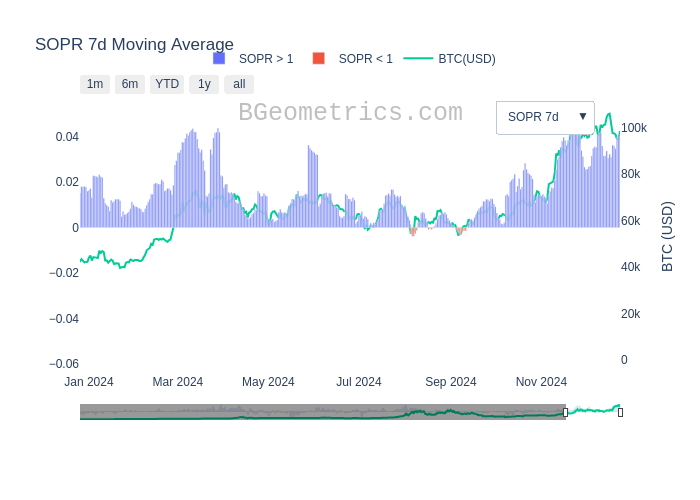 SOPR 7d Moving Average
SOPR > 1
SOPR < 1
BTC(USD)
1m
6m
YTD
1y
all
BGeometrics.com
SOPR 7d
▼
0.04
0.02
0
−0.02
−0.04
−0.06
100k
80k
60k
40k
20k
0
BTC (USD)
Jan 2024
Mar 2024
May 2024
Jul 2024
Sep 2024
Nov 2024